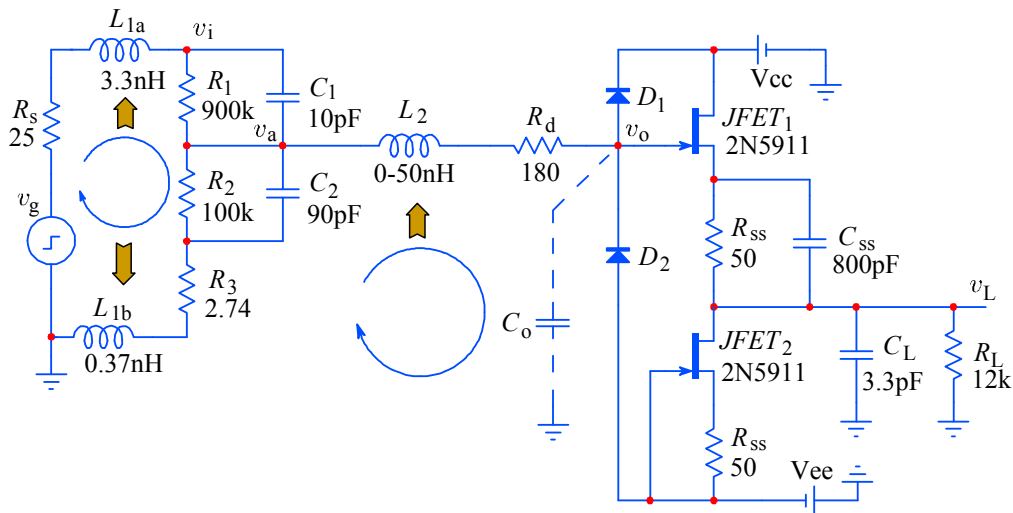 L1a
3.3nH
vi
Rs
25
R1
900k
C1
10pF
va
L2
0-50nH
Rd
180
vo
D1
Vcc
JFET1
2N5911
vg
R2
100k
C2
90pF
R3
2.74
L1b
0.37nH
Co
D2
Rss
50
Css
800pF
vL
JFET2
2N5911
CL
3.3pF
RL
12k
Rss
50
Vee